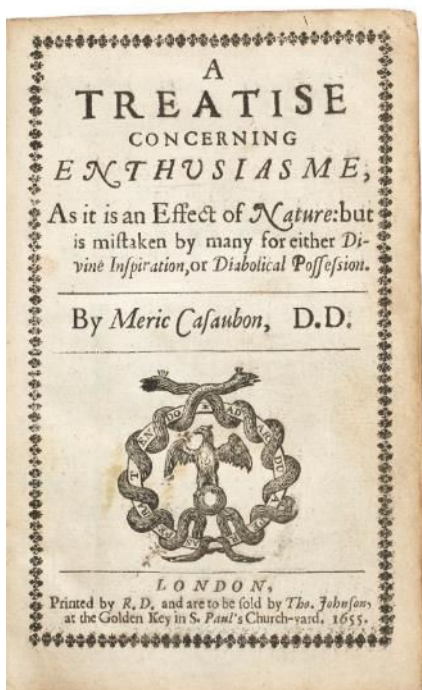 A
TREATISE
CONCERNING
ENTHVSIASME,
As it is an Effect of Nature: but
is miſtaken by many for either Di-
vine Inſpiration, or Diabolical Poſſeſsion.
By Meric Caſaubon, D.D.
LONDON,
Printed by R.D. and are to be ſold by Tho. Johnſon,
at the Golden Key in S. Paul's Church-yard, 1655.